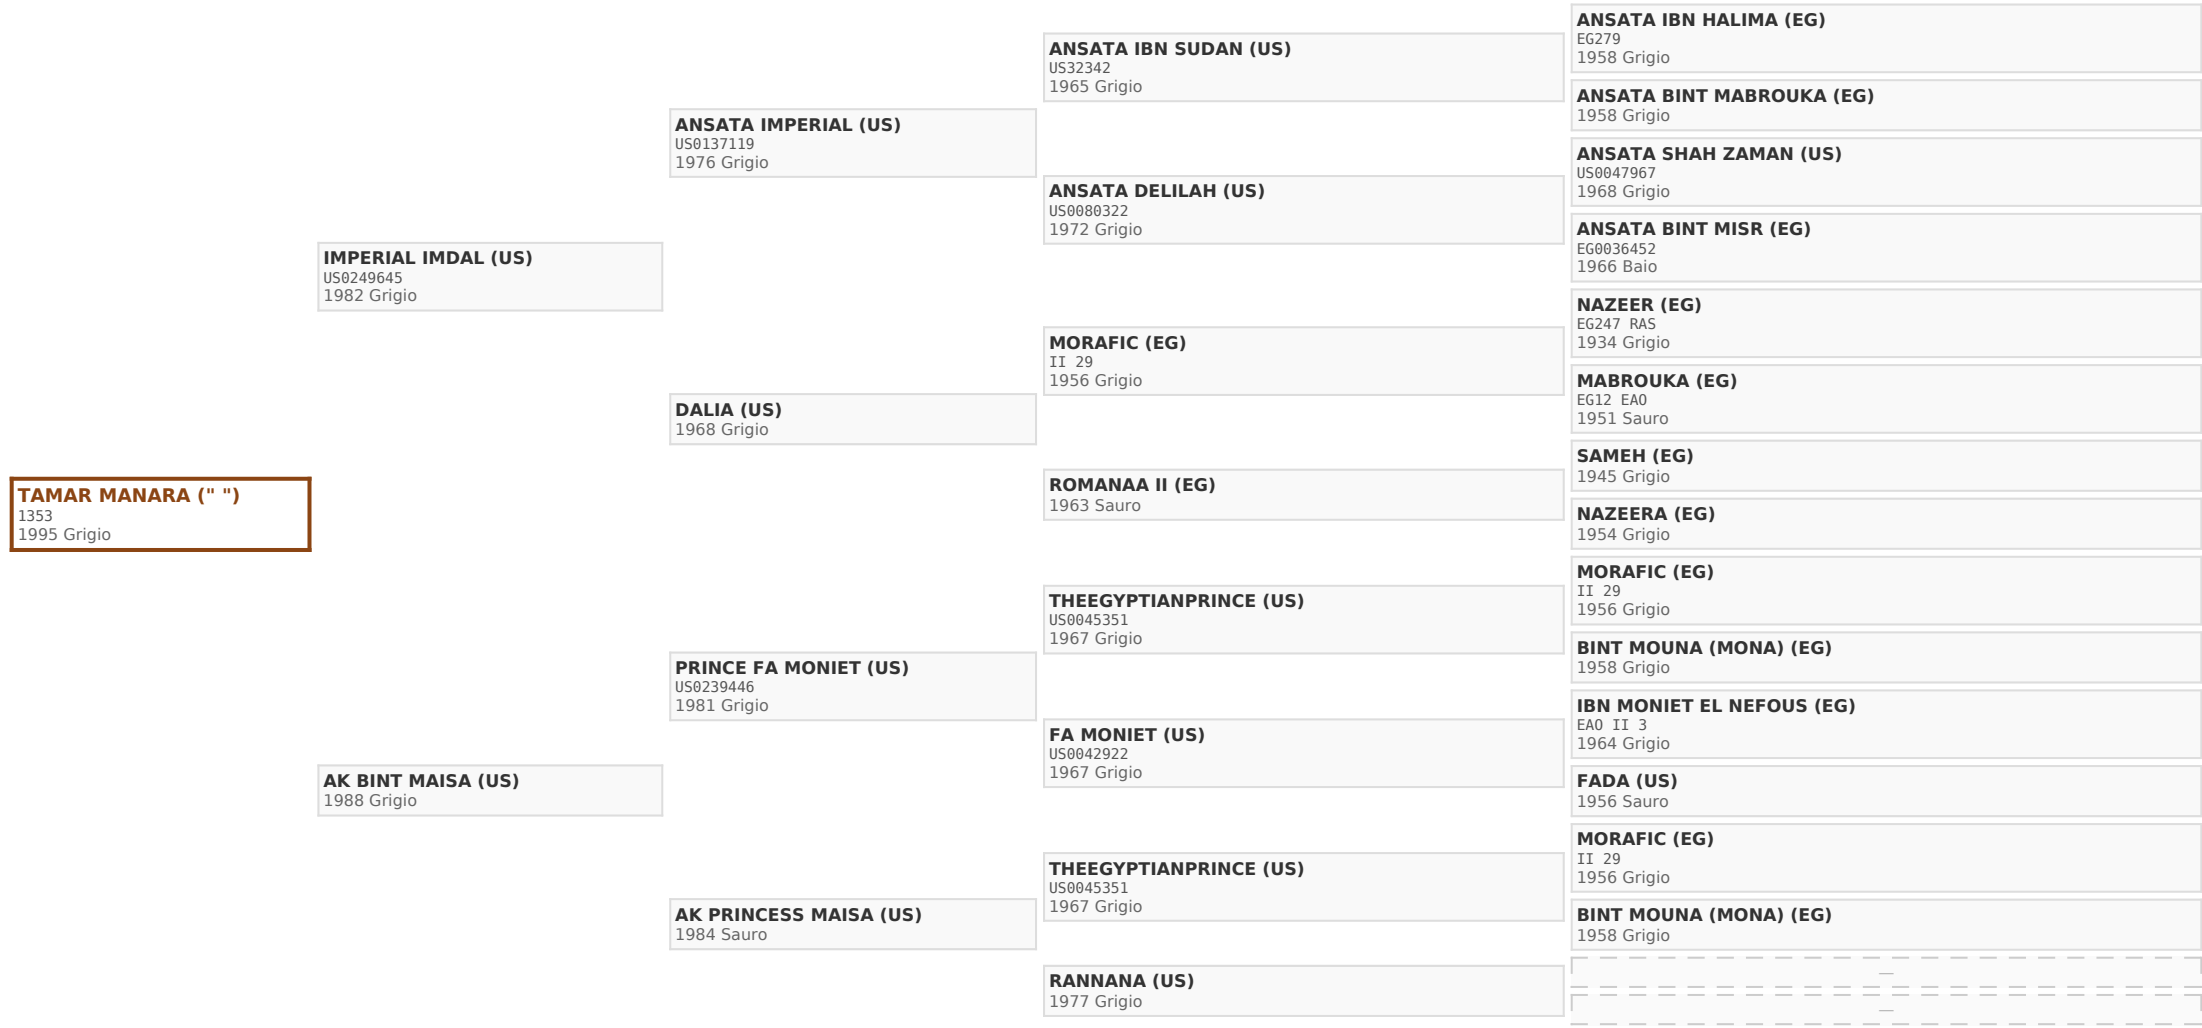 TAMAR MANARA (" ")
1353
1995 Grigio
IMPERIAL IMDAL (US)
US0249645
1982 Grigio
AK BINT MAISA (US)
1988 Grigio
ANSATA IMPERIAL (US)
US0137119
1976 Grigio
DALIA (US)
1968 Grigio
PRINCE FA MONIET (US)
US0239446
1981 Grigio
AK PRINCESS MAISA (US)
1984 Sauro
ANSATA IBN SUDAN (US)
US32342
1965 Grigio
ANSATA DELILAH (US)
US0080322
1972 Grigio
MORAFIC (EG)
II 29
1956 Grigio
ROMANAA II (EG)
1963 Sauro
THEEGYPTIANPRINCE (US)
US0045351
1967 Grigio
FA MONIET (US)
US0042922
1967 Grigio
THEEGYPTIANPRINCE (US)
US0045351
1967 Grigio
RANNANA (US)
1977 Grigio
ANSATA IBN HALIMA (EG)
EG279
1958 Grigio
ANSATA BINT MABROUKA (EG)
1958 Grigio
ANSATA SHAH ZAMAN (US)
US0047967
1968 Grigio
ANSATA BINT MISR (EG)
EG0036452
1966 Baio
NAZEER (EG)
EG247 RAS
1934 Grigio
MABROUKA (EG)
EG12 EAO
1951 Sauro
SAMEH (EG)
1945 Grigio
NAZEERA (EG)
1954 Grigio
MORAFIC (EG)
II 29
1956 Grigio
BINT MOUNA (MONA) (EG)
1958 Grigio
IBN MONIET EL NEFOUS (EG)
EAO II 3
1964 Grigio
FADA (US)
1956 Sauro
MORAFIC (EG)
II 29
1956 Grigio
BINT MOUNA (MONA) (EG)
1958 Grigio
—
—